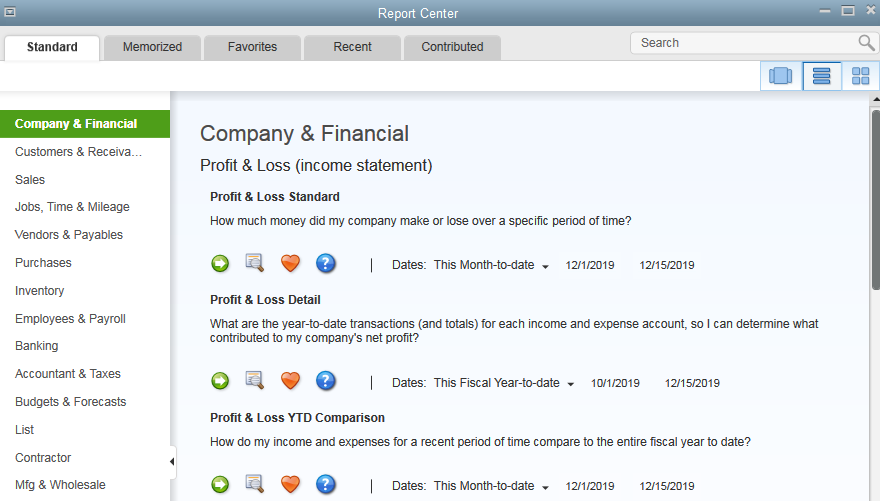 Report Center
Standard
Memorized
Favorites
Recent
Contributed
Search
Company & Financial
Customers & Receiva...
Sales
Jobs, Time & Mileage
Vendors & Payables
Purchases
Inventory
Employees & Payroll
Banking
Accountant & Taxes
Budgets & Forecasts
List
Contractor
Mfg & Wholesale
Company & Financial
Profit & Loss (income statement)
Profit & Loss Standard
How much money did my company make or lose over a specific period of time?
Dates: This Month-to-date 12/1/2019 12/15/2019
Profit & Loss Detail
What are the year-to-date transactions (and totals) for each income and expense account, so I can determine what
contributed to my company's net profit?
Dates: This Fiscal Year-to-date 10/1/2019 12/15/2019
Profit & Loss YTD Comparison
How do my income and expenses for a recent period of time compare to the entire fiscal year to date?
Dates: This Month-to-date 12/1/2019 12/15/2019